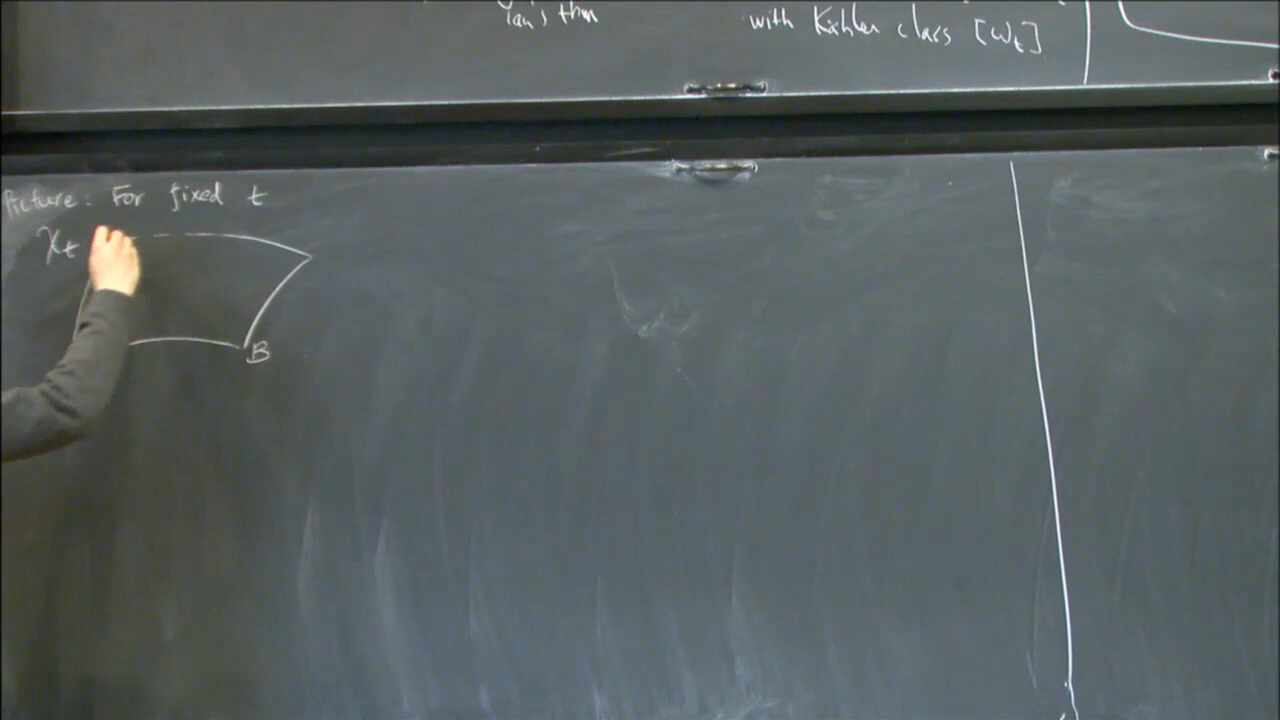 Yau's thm
with Kähler class [ω_t]
Picture: For fixed t
X_t
B